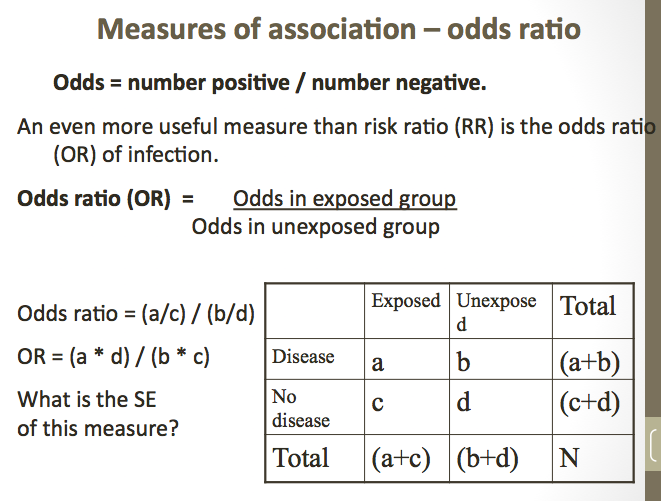 Measures of association – odds ratio
Odds = number positive / number negative.
An even more useful measure than risk ratio (RR) is the odds ratio
(OR) of infection.
Odds ratio (OR) = Odds in exposed group
Odds in unexposed group
Odds ratio = (a/c) / (b/d)
OR = (a * d) / (b * c)
What is the SE
of this measure?
Exposed Unexpose Total
d
Disease a b (a+b)
No
disease c d (c+d)
Total (a+c) (b+d) N